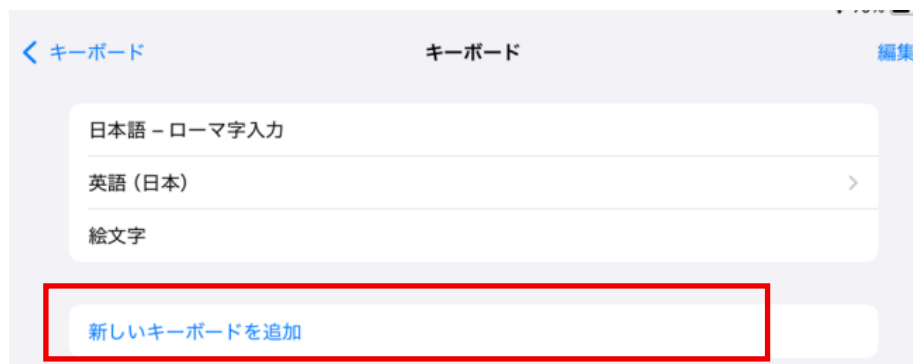 キーボード
キーボード
編集
日本語 – ローマ字入力
英語 (日本)
絵文字
新しいキーボードを追加